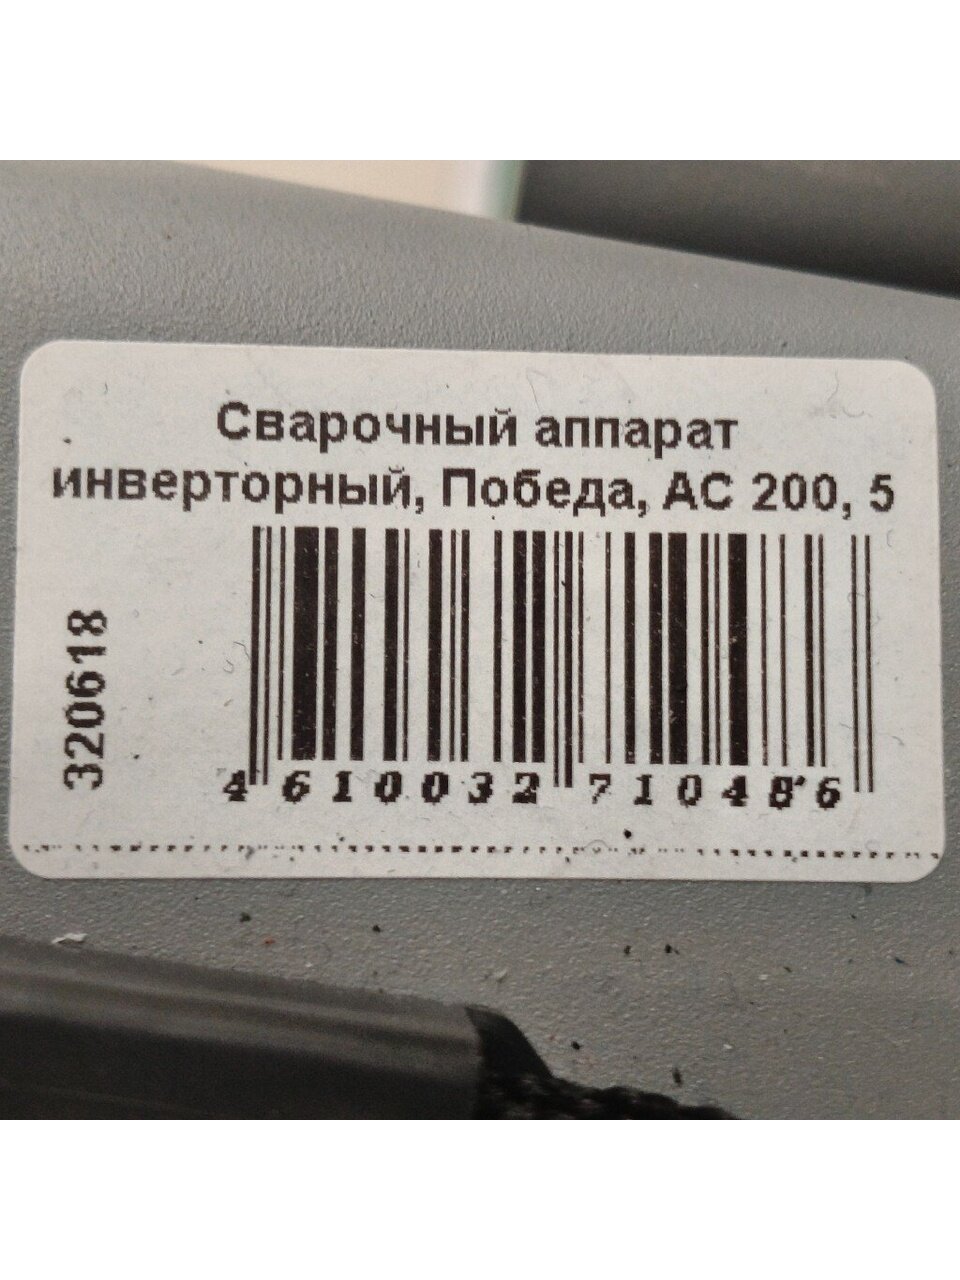 Сварочный аппарат
инверторный, Победа, АС 200, 5
320618
4 610032 710486